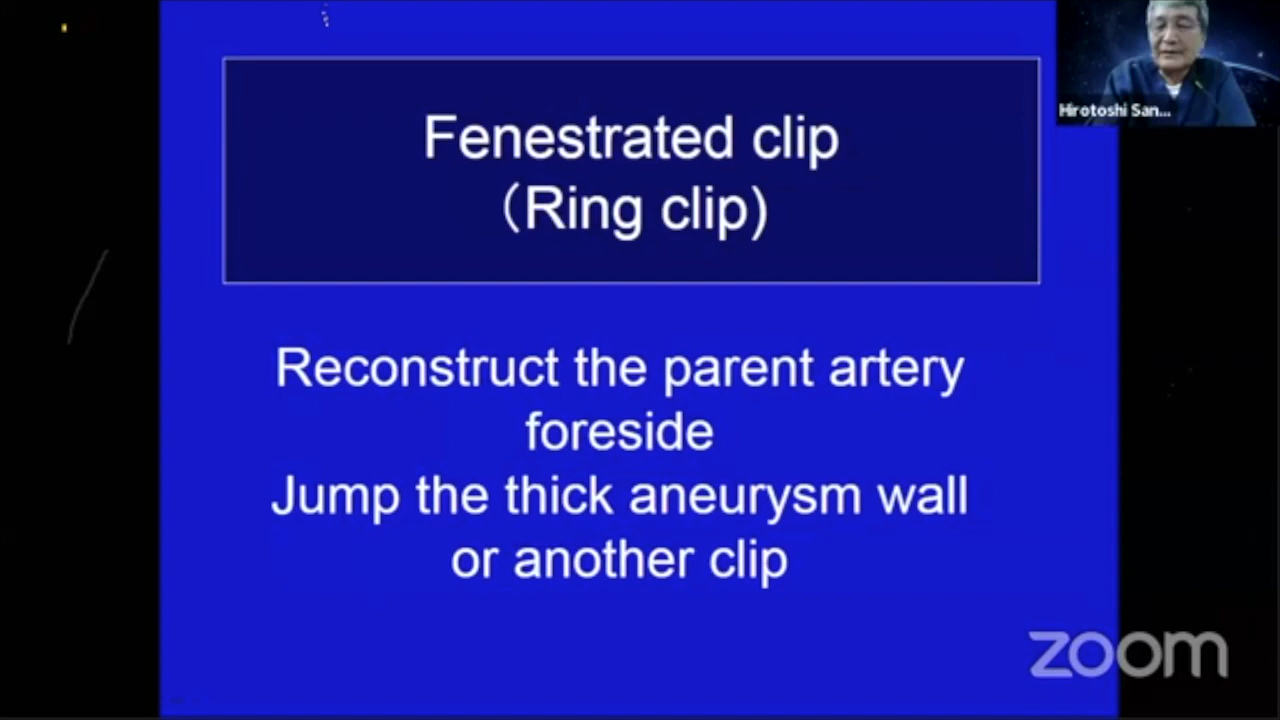 Fenestrated clip
（Ring clip)
Reconstruct the parent artery
foreside
Jump the thick aneurysm wall
or another clip
Hirotoshi San...
zoom